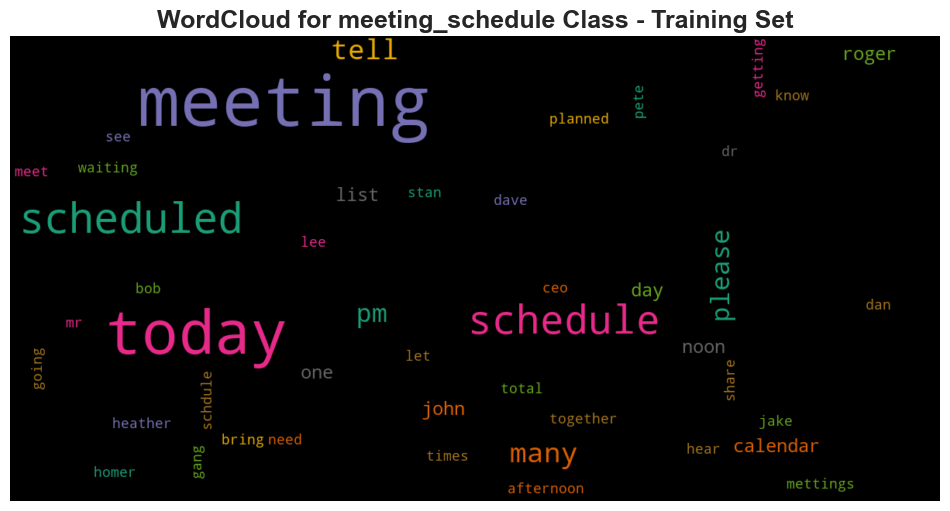 WordCloud for meeting_schedule Class - Training Set
tell
roger
getting
meeting
pete
know
planned
see
dr
meet
waiting
list
stan
dave
scheduled
lee
please
bob
ceo
day
dan
mr
today
pm
schedule
noon
going
let
one
share
schdule
total
john
together
jake
heather
bring
need
calendar
many
hear
times
gang
homer
afternoon
mettings